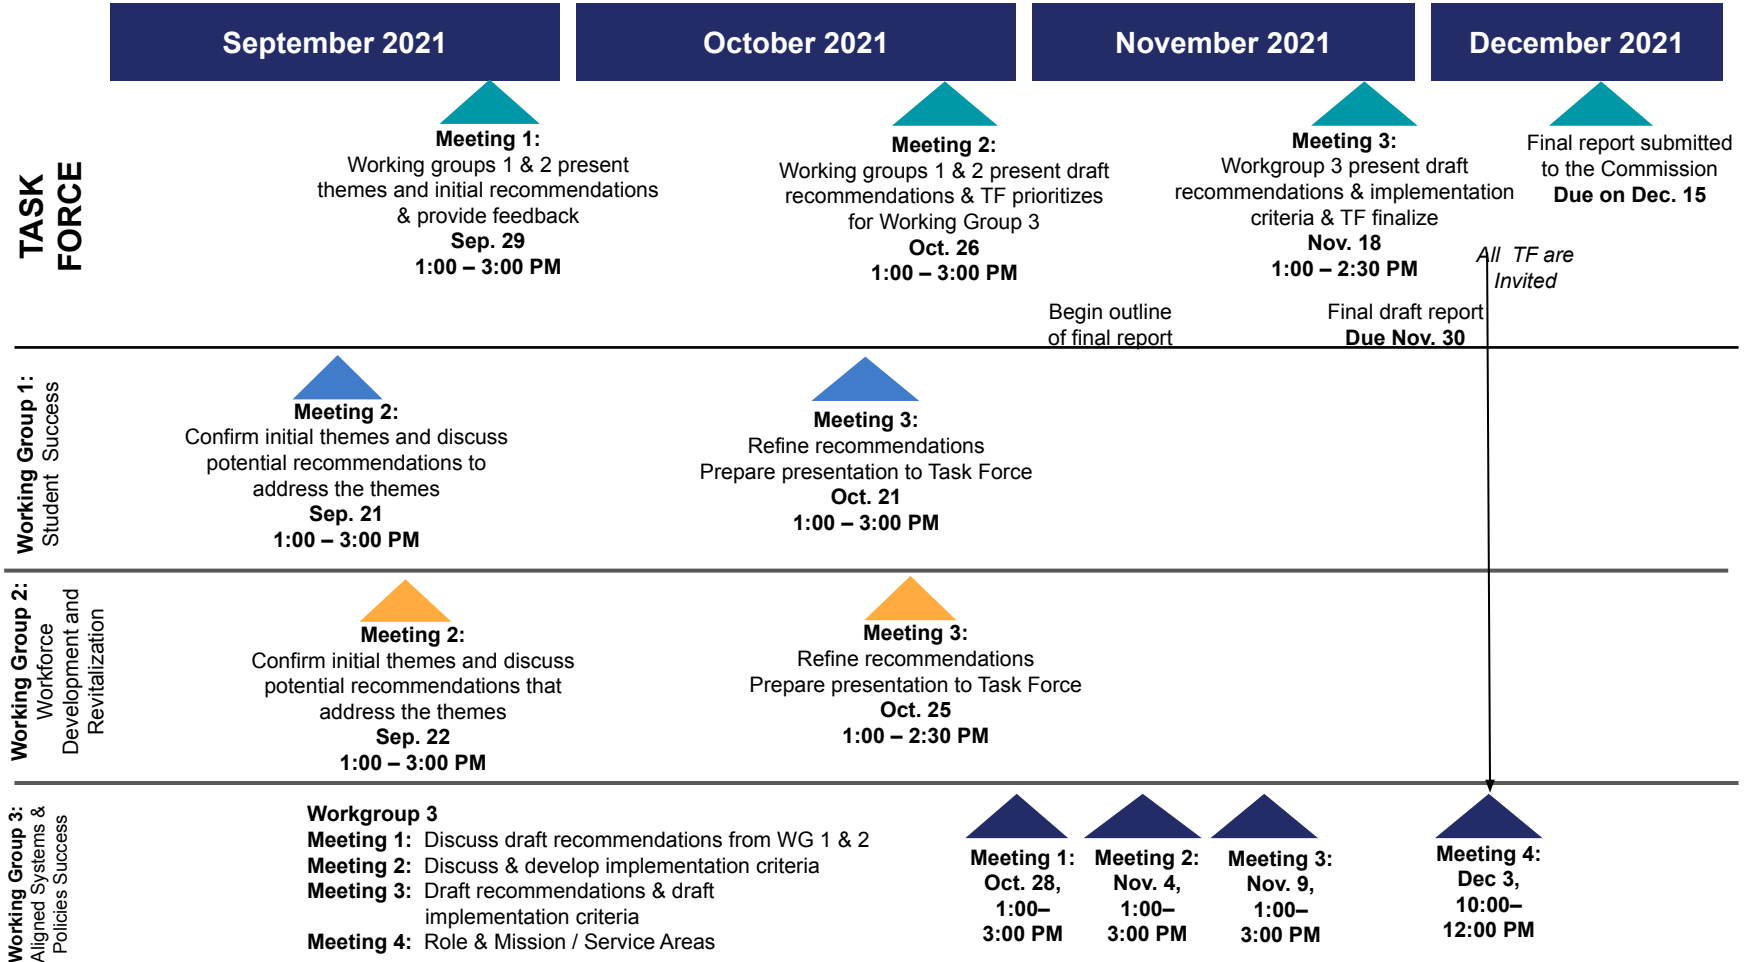 September 2021
October 2021
November 2021
December 2021
TASK
FORCE
Meeting 1:
Working groups 1 & 2 present
themes and initial recommendations
& provide feedback
Sep. 29
1:00 – 3:00 PM
Meeting 2:
Working groups 1 & 2 present draft
recommendations & TF prioritizes
for Working Group 3
Oct. 26
1:00 – 3:00 PM
Meeting 3:
Workgroup 3 present draft
recommendations & implementation
criteria & TF finalize
Nov. 18
1:00 – 2:30 PM
Final report submitted
to the Commission
Due on Dec. 15
All TF are
Invited
Begin outline
of final report
Final draft report
Due Nov. 30
Working Group 1:
Student Success
Meeting 2:
Confirm initial themes and discuss
potential recommendations to
address the themes
Sep. 21
1:00 – 3:00 PM
Meeting 3:
Refine recommendations
Prepare presentation to Task Force
Oct. 21
1:00 – 3:00 PM
Working Group 2:
Workforce
Development and
Revitalization
Meeting 2:
Confirm initial themes and discuss
potential recommendations that
address the themes
Sep. 22
1:00 – 3:00 PM
Meeting 3:
Refine recommendations
Prepare presentation to Task Force
Oct. 25
1:00 – 2:30 PM
Working Group 3:
Aligned Systems &
Policies Success
Workgroup 3
Meeting 1: Discuss draft recommendations from WG 1 & 2
Meeting 2: Discuss & develop implementation criteria
Meeting 3: Draft recommendations & draft
implementation criteria
Meeting 4: Role & Mission / Service Areas
Meeting 1:
Oct. 28,
1:00–
3:00 PM
Meeting 2:
Nov. 4,
1:00–
3:00 PM
Meeting 3:
Nov. 9,
1:00–
3:00 PM
Meeting 4:
Dec 3,
10:00–
12:00 PM